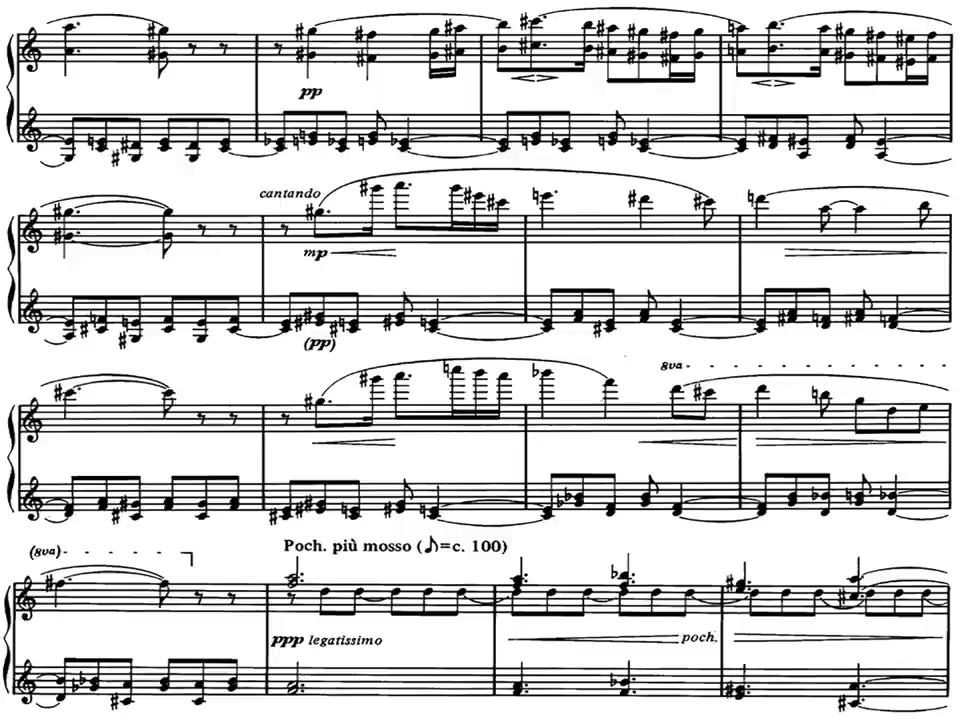 pp
cantando
mp
(pp)
8va
(8va)
Poch. più mosso (♪=c. 100)
ppp legatissimo
poch.